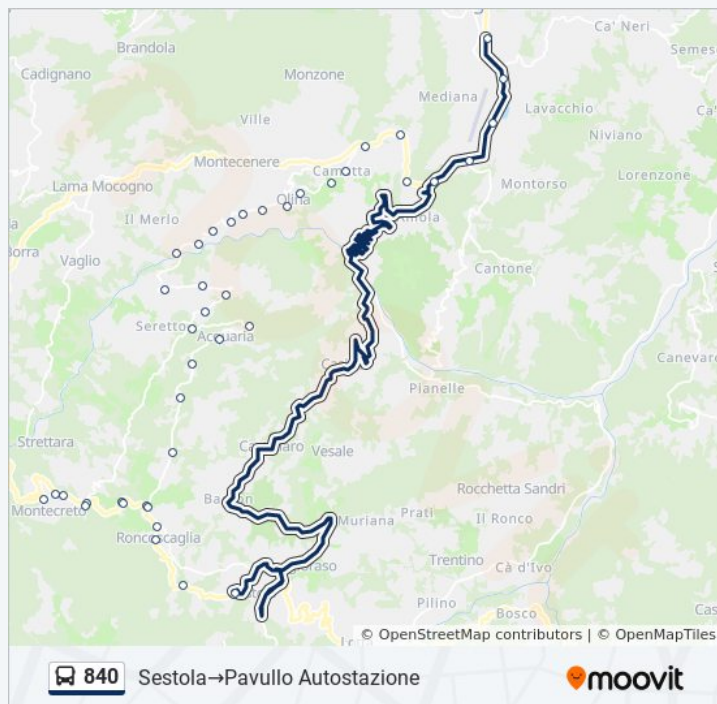 Ca' Neri
Brandola
Semese
Cadignano
Monzone
Mediana
Lavacchio
Ville
Niviano
Montecenere
Camatta
Lorenzone
Lama Mocogno
Montorso
Olina
Il Merlo
Vaglio
Cantone
Seretto
Acquaria
Canevare
Pianelle
Strettara
Vesale
Rocchetta Sandri
Montecreto
Muriana
Prati
Il Ronco
Roncoscaglia
Trentino
Cà d'Ivo
Pilino
Bosco
© OpenStreetMap contributors | © OpenMapTiles
840
Sestola→Pavullo Autostazione
moovit